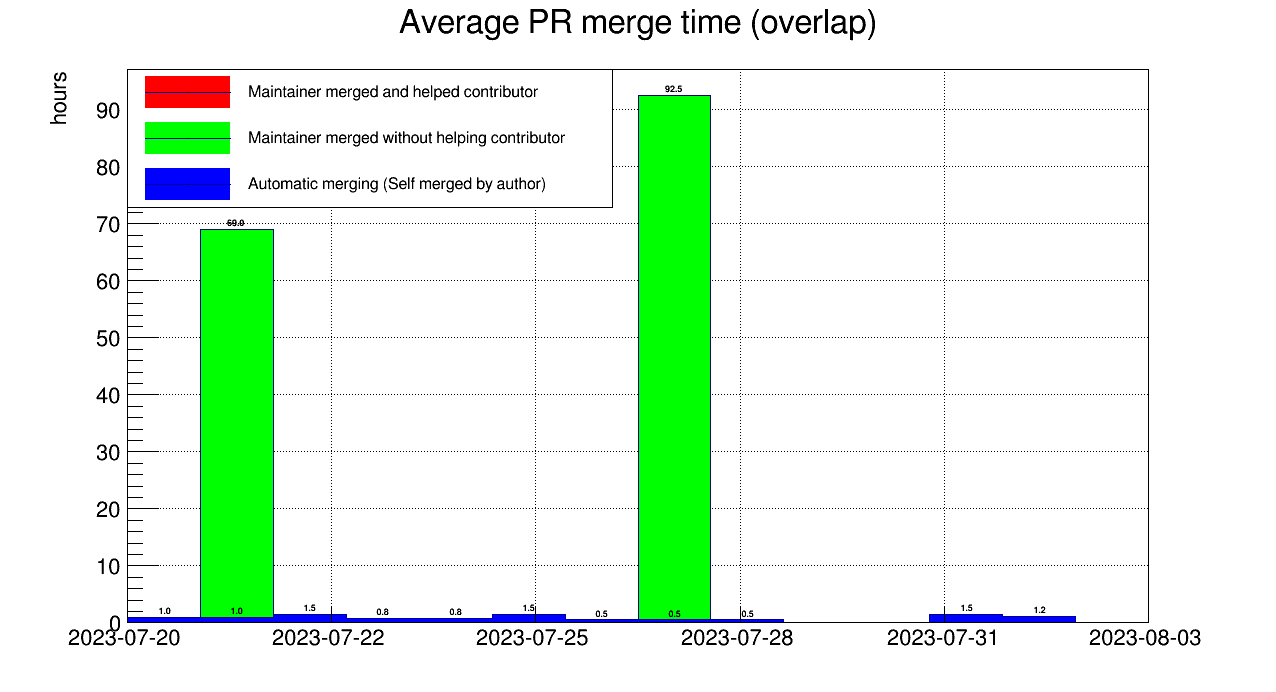 Average PR merge time (overlap)
hours
Maintainer merged and helped contributor
Maintainer merged without helping contributor
Automatic merging (Self merged by author)
90
80
70
60
50
40
30
20
10
0
92.5
69.0
1.0 1.0 1.5 0.8 0.8 1.5 0.5 0.5 0.5 1.5 1.2
2023-07-20 2023-07-22 2023-07-25 2023-07-28 2023-07-31 2023-08-03